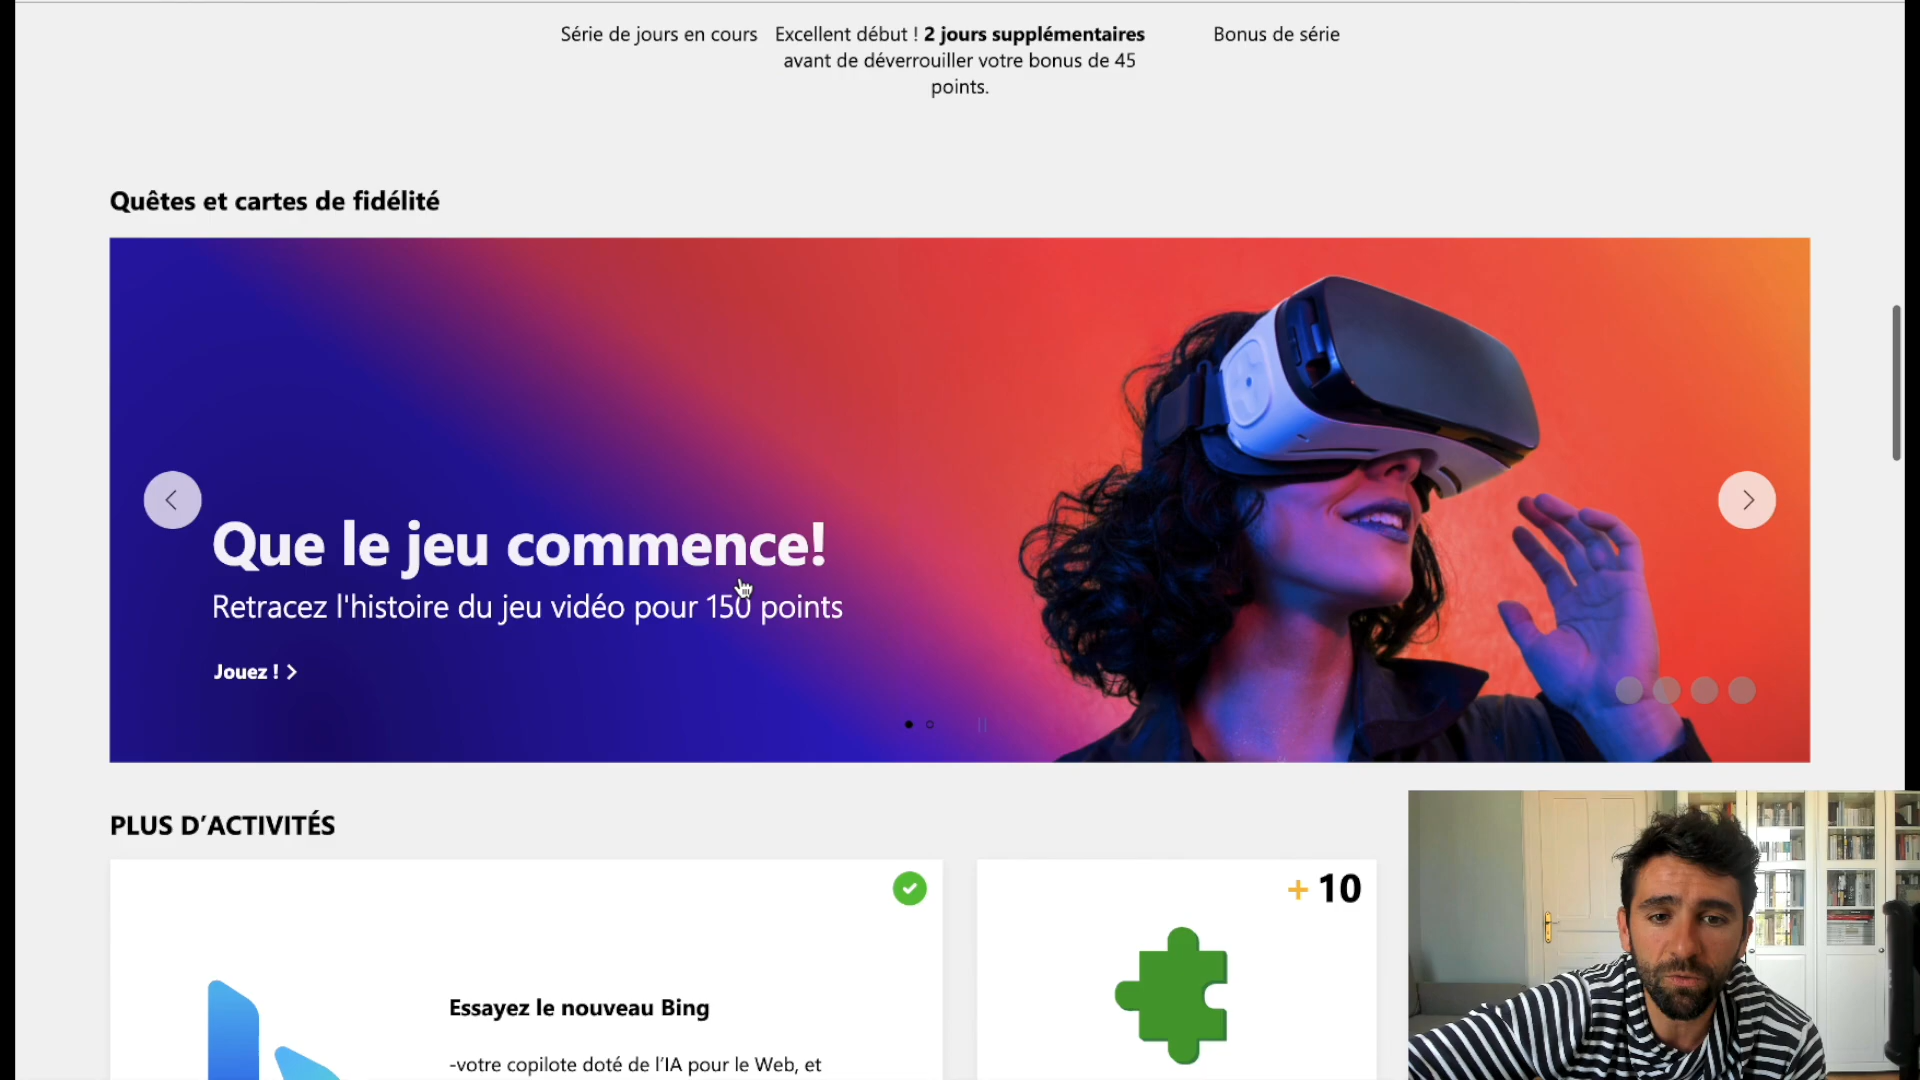 Série de jours en cours
Excellent début ! 2 jours supplémentaires
avant de déverrouiller votre bonus de 45
points.
Bonus de série
Quêtes et cartes de fidélité
Que le jeu commence!
Retracez l'histoire du jeu vidéo pour 150 points
Jouez !
PLUS D’ACTIVITÉS
Essayez le nouveau Bing
-votre copilote doté de l’IA pour le Web, et
+ 10